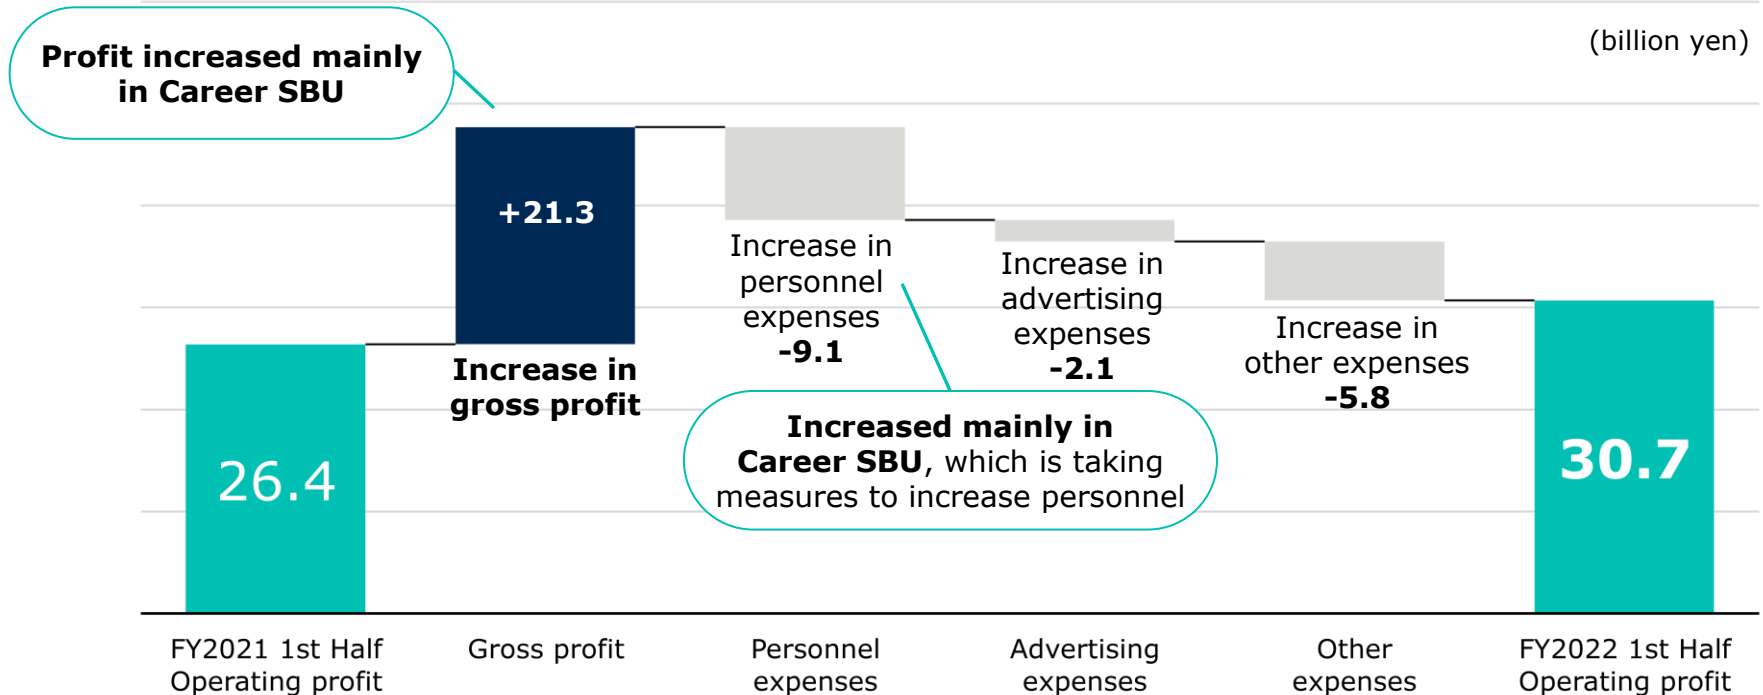 (billion yen)
Profit increased mainly
in Career SBU
+21.3
Increase in
gross profit
Increase in
personnel
expenses
-9.1
Increase in
advertising
expenses
-2.1
Increase in
other expenses
-5.8
Increased mainly in
Career SBU, which is taking
measures to increase personnel
26.4
30.7
FY2021 1st Half
Operating profit
Gross profit
Personnel
expenses
Advertising
expenses
Other
expenses
FY2022 1st Half
Operating profit